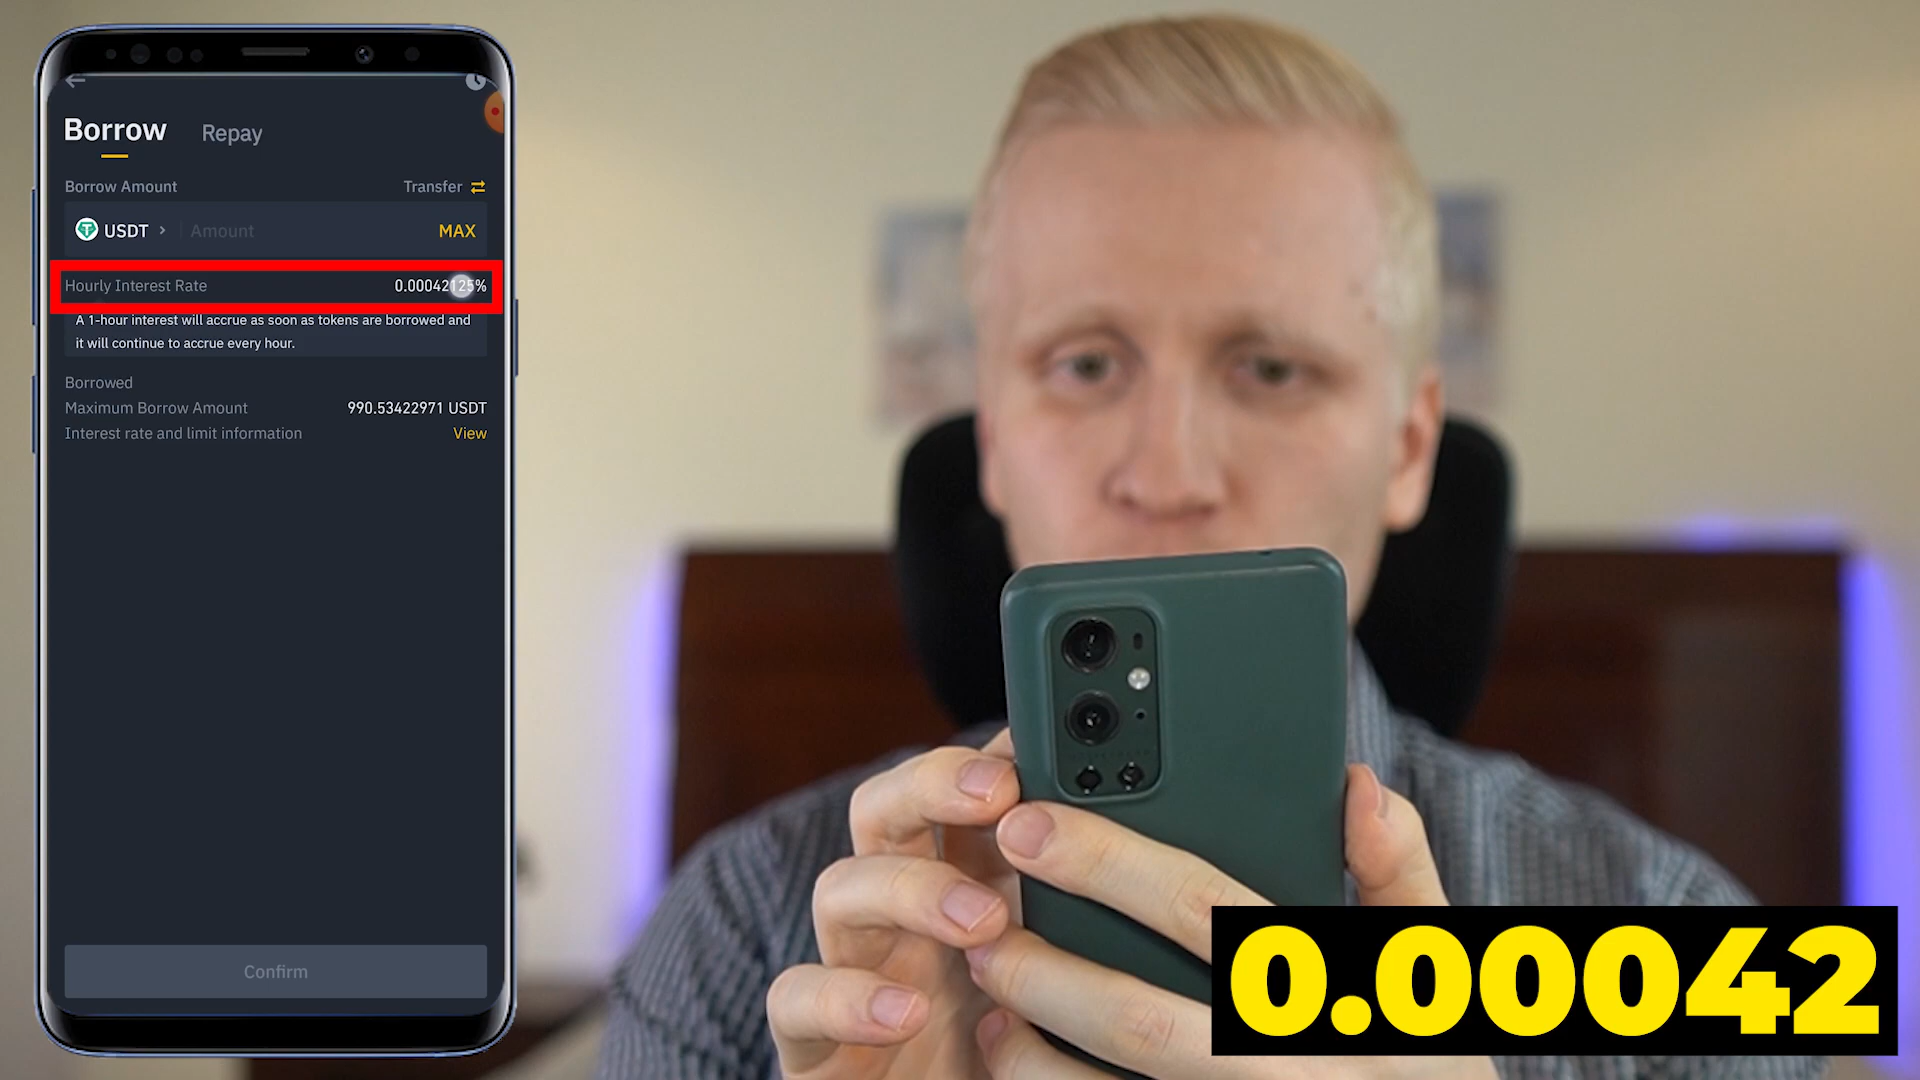 Borrow Repay
Borrow Amount Transfer
USDT Amount MAX
Hourly Interest Rate 0.00042125%
A 1-hour interest will accrue as soon as tokens are borrowed and
it will continue to accrue every hour.
Borrowed
Maximum Borrow Amount 990.53422971 USDT
Interest rate and limit information View
Confirm
0.00042